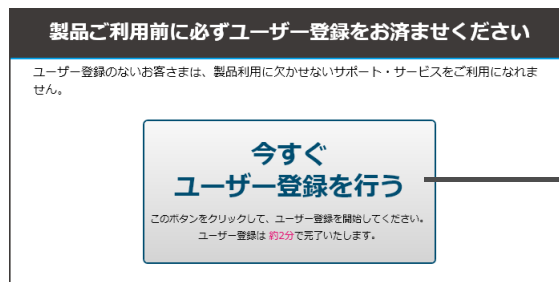 製品ご利用前に必ずユーザー登録をお済ませください
ユーザー登録のないお客さまは、製品利用に欠かせないサポート・サービスをご利用になれま
せん。
今すぐ
ユーザー登録を行う
このボタンをクリックして、ユーザー登録を開始してください。
ユーザー登録は 約2分で完了いたします。